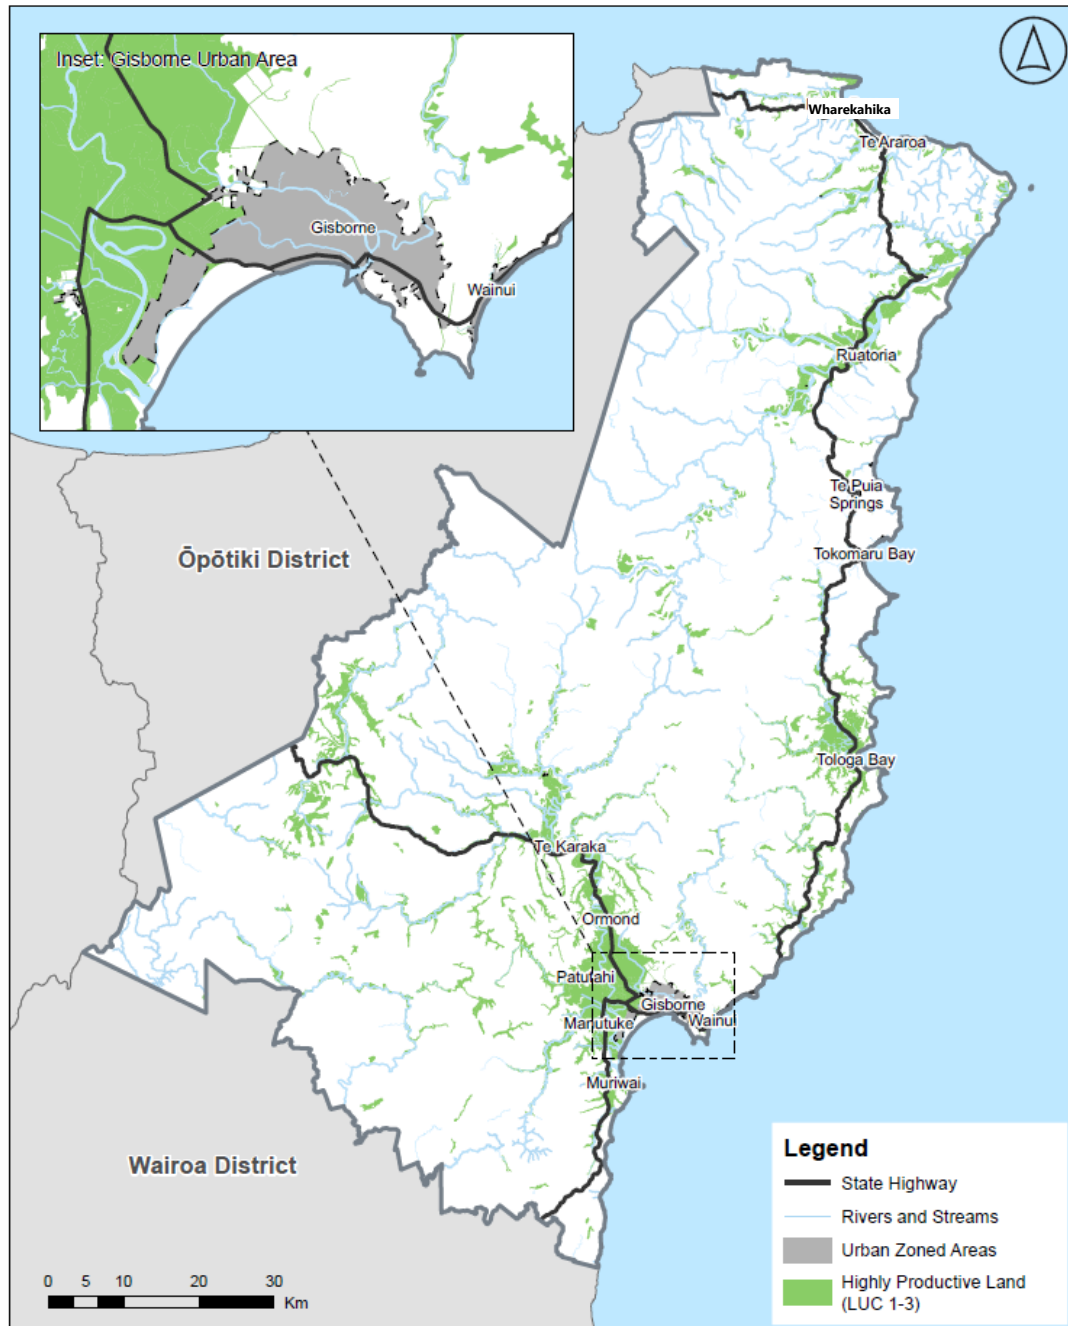 Inset: Gisborne Urban Area
Gisborne
Wainui
Wharekahika
Te Araroa
Ruatoria
Te Puia
Springs
Tokomaru Bay
Ōpōtiki District
Tologa Bay
Te Karaka
Ormond
Patutahi
Gisborne
Wainui
Manutuke
Muriwai
Wairoa District
Legend
State Highway
Rivers and Streams
Urban Zoned Areas
Highly Productive Land
(LUC 1-3)
0 5 10 20 30
Km